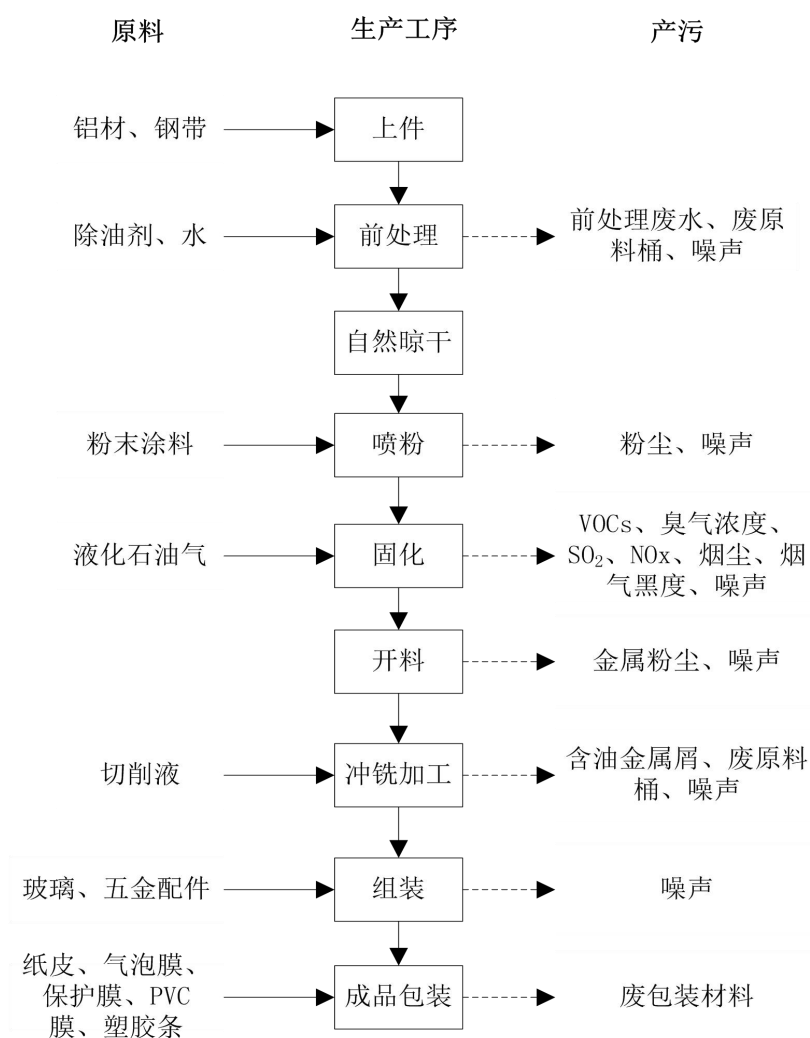 原料 生产工序 产污
铝材、钢带 上件
除油剂、水 前处理 前处理废水、废原
料桶、噪声
自然晾干
粉末涂料 喷粉 粉尘、噪声
液化石油气 固化 VOCs、臭气浓度、
SO₂、NOx、烟尘、烟
气黑度、噪声
开料 金属粉尘、噪声
切削液 冲铣加工 含油金属屑、废原料
桶、噪声
玻璃、五金配件 组装 噪声
纸皮、气泡膜、
保护膜、PVC
膜、塑胶条
成品包装 废包装材料